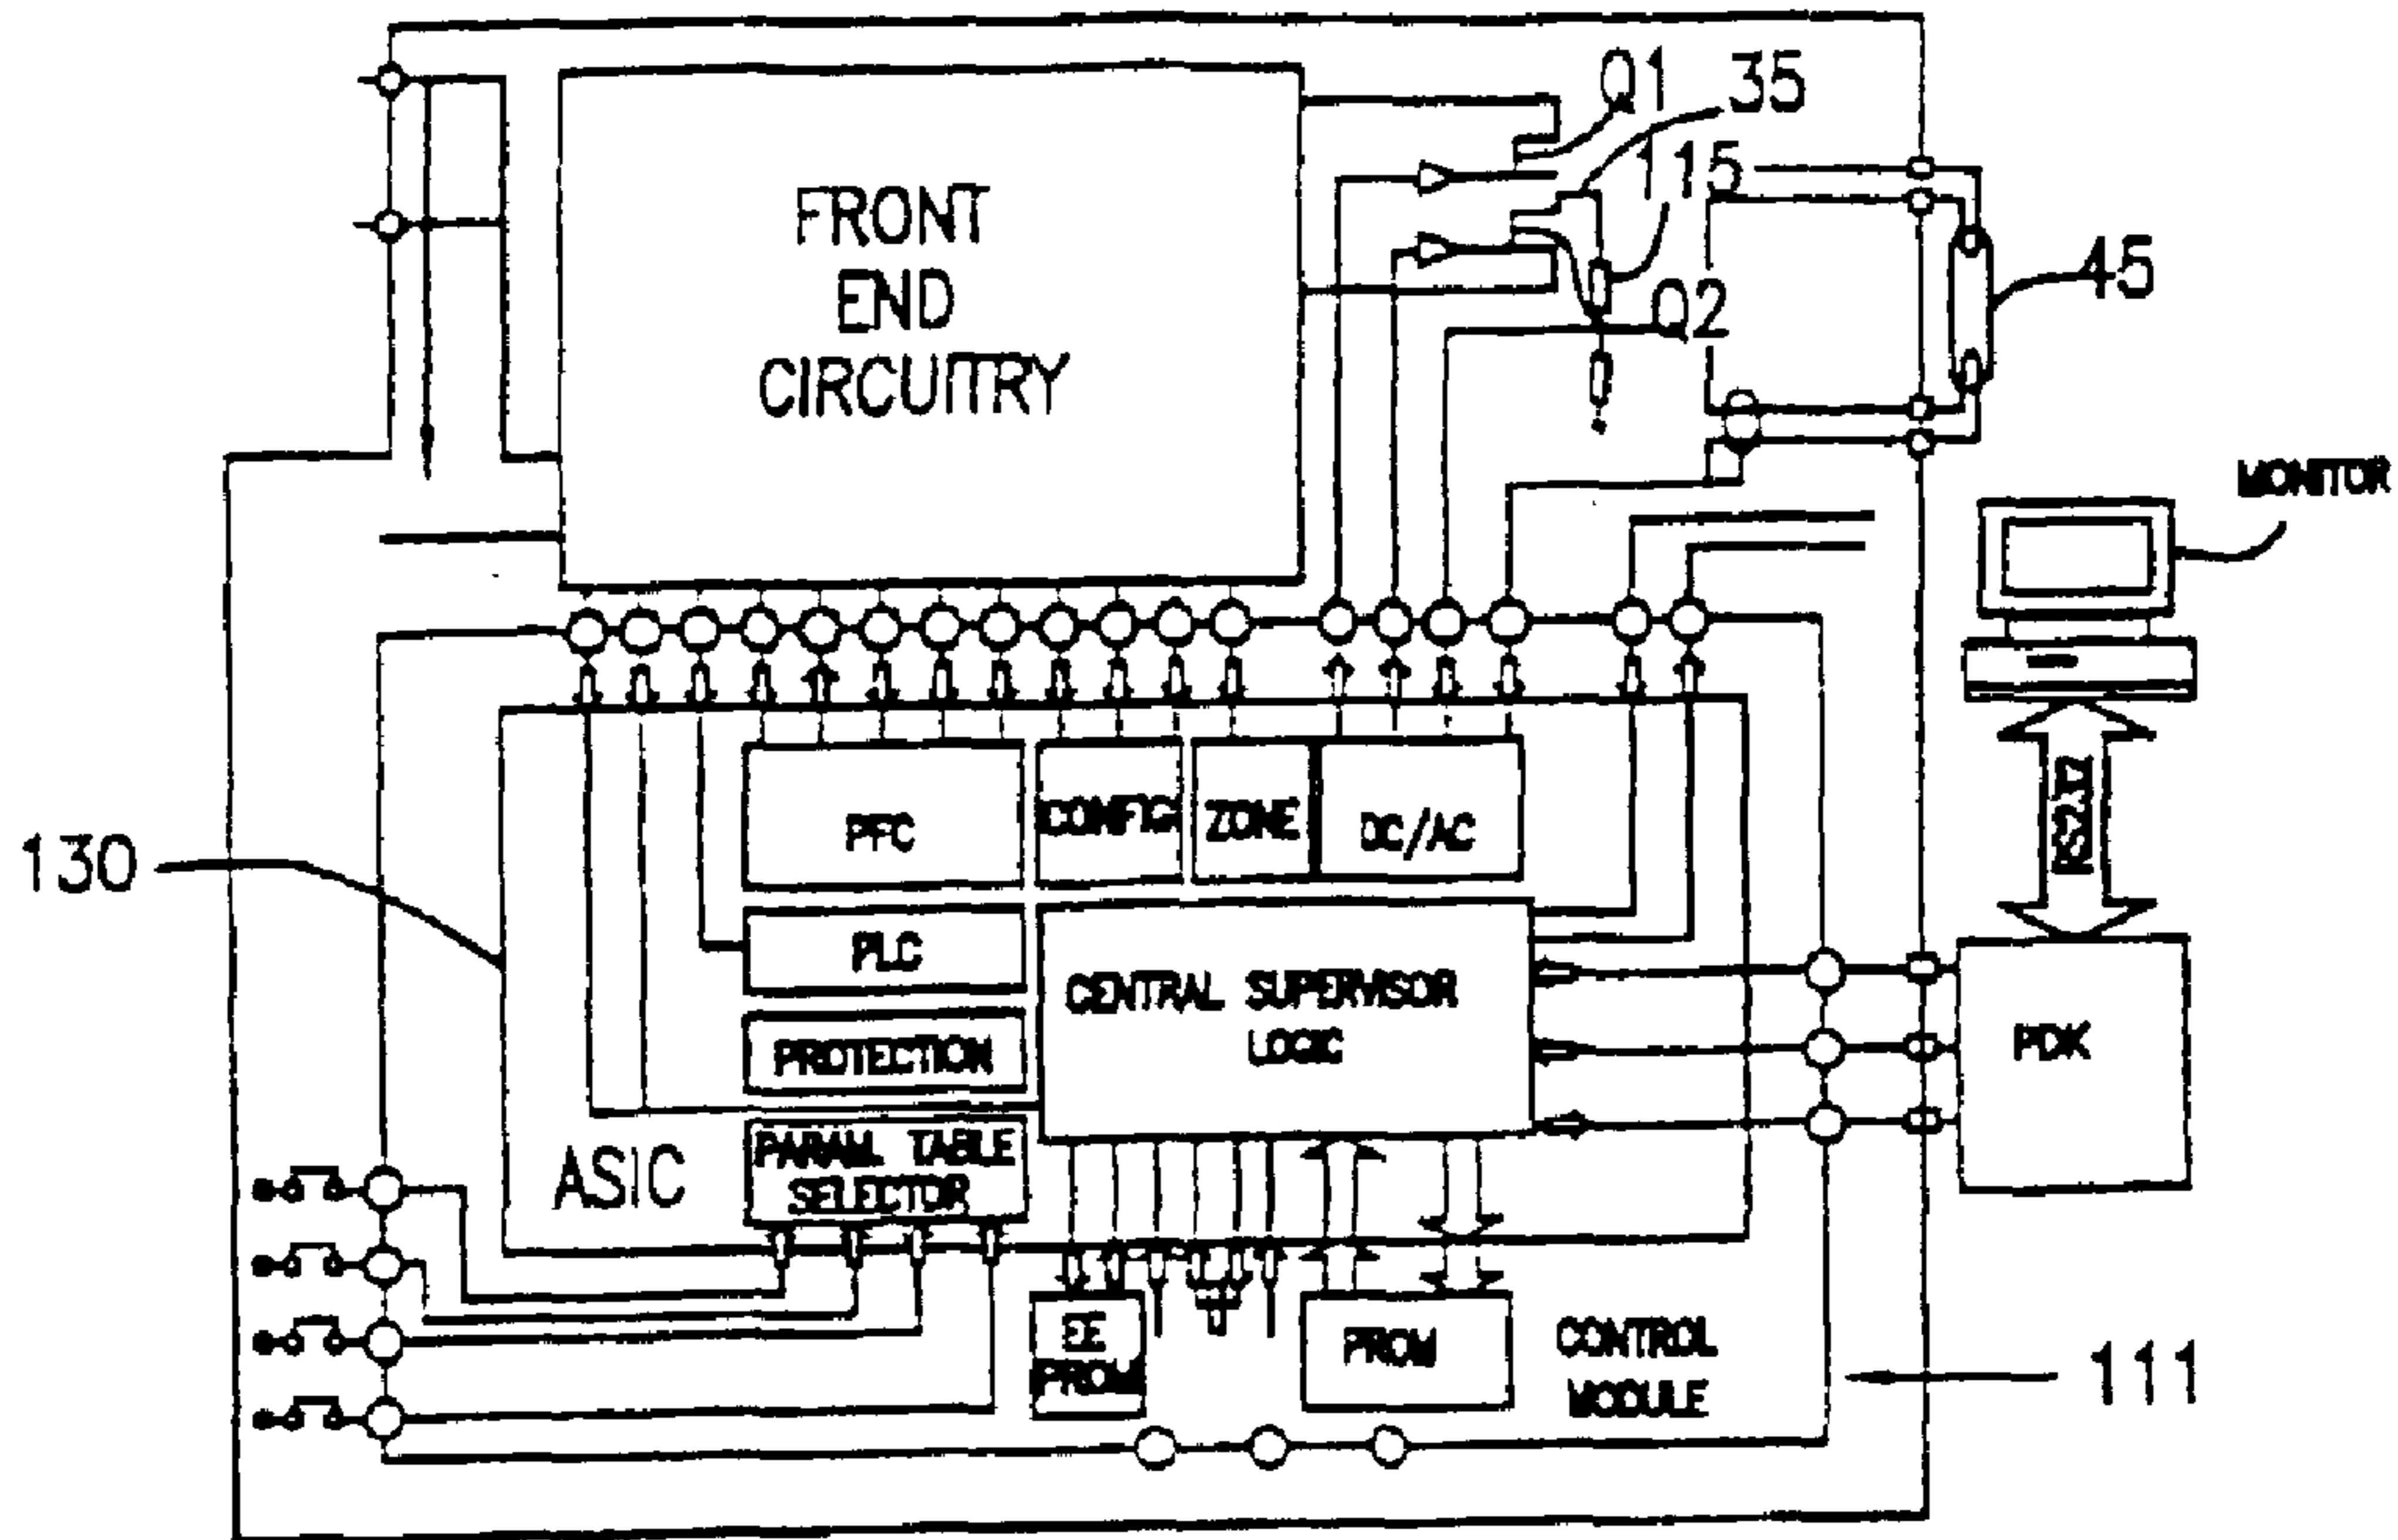 Q1
35
FRONT
END
CIRCUITRY
115
45
Q2
MONITOR
RS232
130
PFC
CONFIG
ZONE
DC/AC
PLC
CENTRAL SUPERVISOR
LOGIC
PROTECTION
PDK
ASIC
PARAM. TABLE
SELECTOR
EE
PROM
PROM
CONTROL
MODULE
111